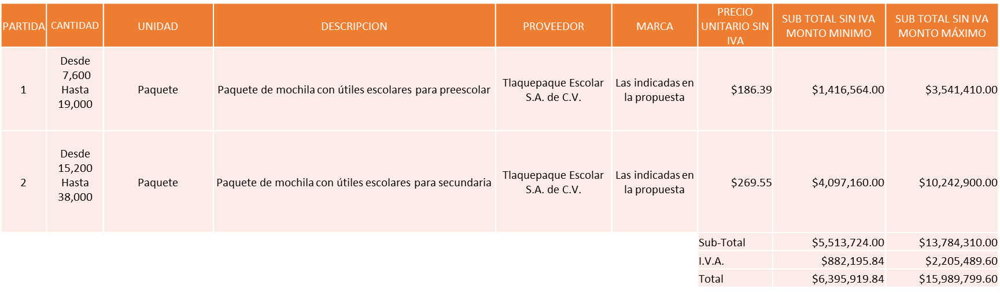 PARTIDA
CANTIDAD
UNIDAD
DESCRIPCION
PROVEEDOR
MARCA
PRECIO
UNITARIO SIN
IVA
SUB TOTAL SIN IVA
MONTO MINIMO
SUB TOTAL SIN IVA
MONTO MÁXIMO
1
Desde
7,600
Hasta
19,000
Paquete
Paquete de mochila con útiles escolares para preescolar
Tlaquepaque Escolar
S.A. de C.V.
Las indicadas en
la propuesta
$186.39
$1,416,564.00
$3,541,410.00
2
Desde
15,200
Hasta
38,000
Paquete
Paquete de mochila con útiles escolares para secundaria
Tlaquepaque Escolar
S.A. de C.V.
Las indicadas en
la propuesta
$269.55
$4,097,160.00
$10,242,900.00
Sub-Total
$5,513,724.00
$13,784,310.00
I.V.A.
$882,195.84
$2,205,489.60
Total
$6,395,919.84
$15,989,799.60